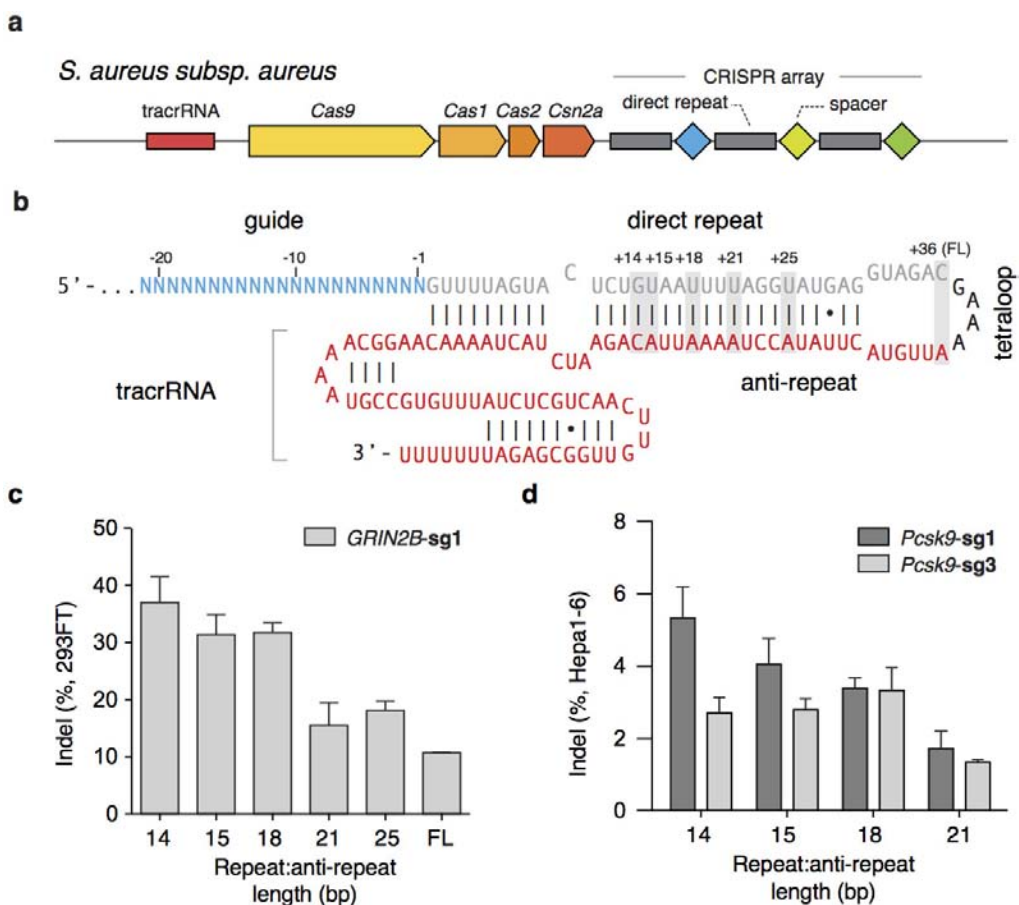 a
S. aureus subsp. aureus
CRISPR array
tracrRNA
Cas9
Cas1
Cas2
Csn2a
direct repeat
spacer
b
guide
direct repeat
-20
-10
-1
+14
+15
+18
+21
+25
+36 (FL)
5'-...NNNNNNNNNNNNNNNNNNNNNGUUUUAGUA
C
UCUGUAAUUUUAGGUAUGAG
GUAGAC
G
A
A
A
tetraloop
A
A
A
ACGGAACAAAAUCAU
CUA
AGACAUUAAAAUCCAUAUUC
AUGUUA
tracrRNA
anti-repeat
UGCCGUGUUUAUCUCGUCAA
C
U
U
G
3'-UUUUUUUAGAGCGGUU
c
50
40
30
20
10
0
Indel (%, 293FT)
GRIN2B-sg1
14 15 18 21 25 FL
Repeat:anti-repeat
length (bp)
d
8
6
4
2
0
Indel (%, Hepa1-6)
Pcsk9-sg1
Pcsk9-sg3
14 15 18 21
Repeat:anti-repeat
length (bp)